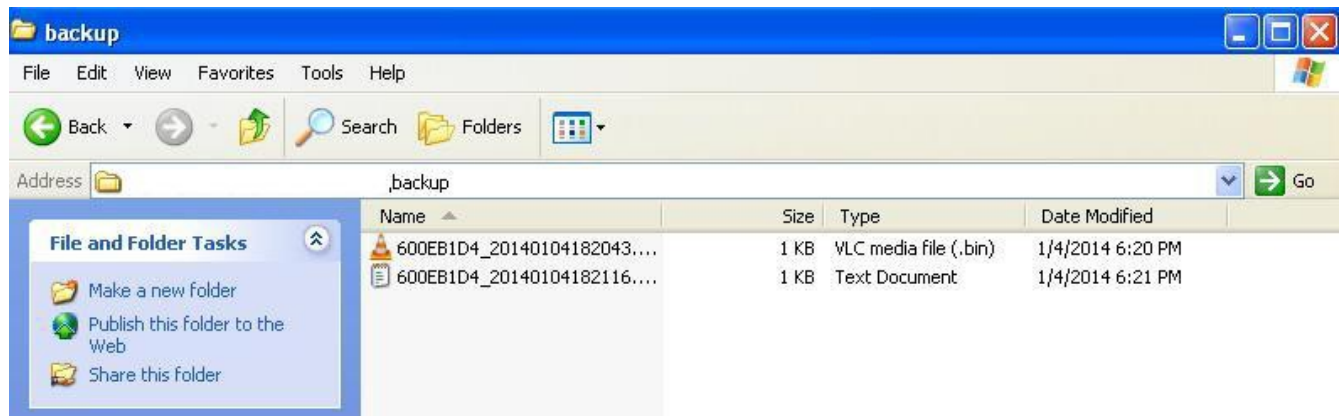 backup
File Edit View Favorites Tools Help
Back Search Folders
Address ,backup Go
Name Size Type Date Modified
600EB1D4_20140104182043.... 1 KB VLC media file (.bin) 1/4/2014 6:20 PM
600EB1D4_20140104182116.... 1 KB Text Document 1/4/2014 6:21 PM
File and Folder Tasks
Make a new folder
Publish this folder to the
Web
Share this folder